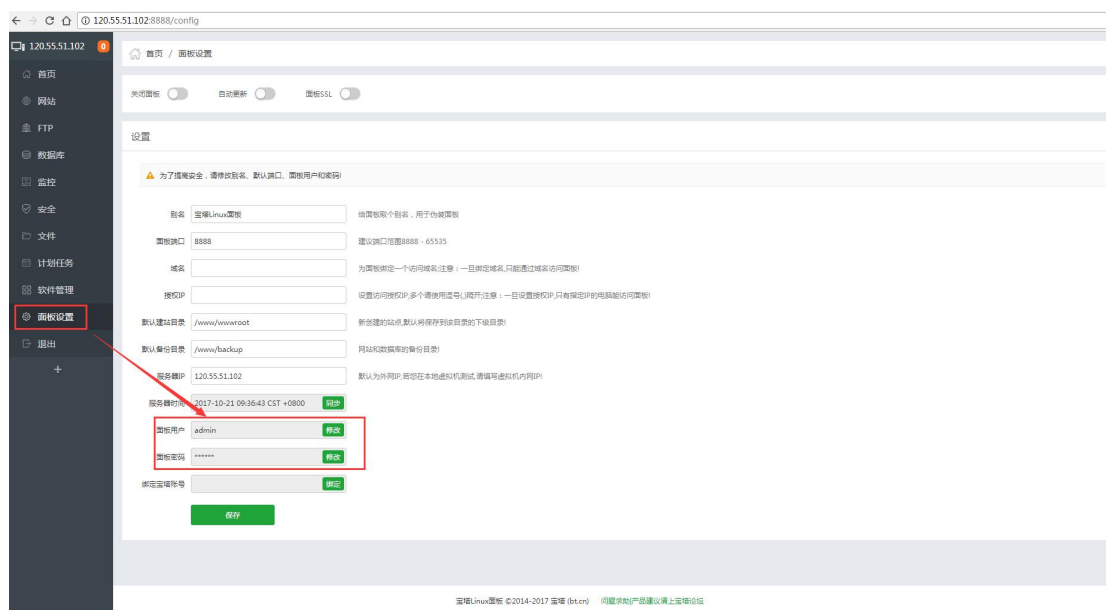 120.55.51.102:8888/config
120.55.51.102 0
首页 / 面板设置
首页
网站
FTP
数据库
监控
安全
文件
计划任务
软件管理
面板设置
退出
关闭面板 自动更新 面板SSL
设置
为了提高安全,请修改别名、默认端口、面板用户和密码!
别名 宝塔Linux面板 给面板取个别名,用于伪装面板
面板端口 8888 建议端口范围8888 - 65535
域名 为面板绑定一个访问域名;注意:一旦绑定域名,只能通过域名访问面板!
授权IP 设置访问授权IP,多个请使用逗号(,)隔开;注意:一旦设置授权IP,只有指定IP的电脑能访问面板!
默认建站目录 /www/wwwroot 新创建的站点,默认将保存到该目录的下级目录!
默认备份目录 /www/backup 网站和数据库的备份目录!
服务器IP 120.55.51.102 默认为外网IP,若您在本地虚拟机测试,请填写虚拟机内网IP!
服务器时间 2017-10-21 09:36:43 CST +0800 同步
面板用户 admin 修改
面板密码 ****** 修改
绑定宝塔账号 绑定
保存
宝塔Linux面板 ©2014-2017 宝塔 (bt.cn) 问题求助|产品建议请上宝塔论坛